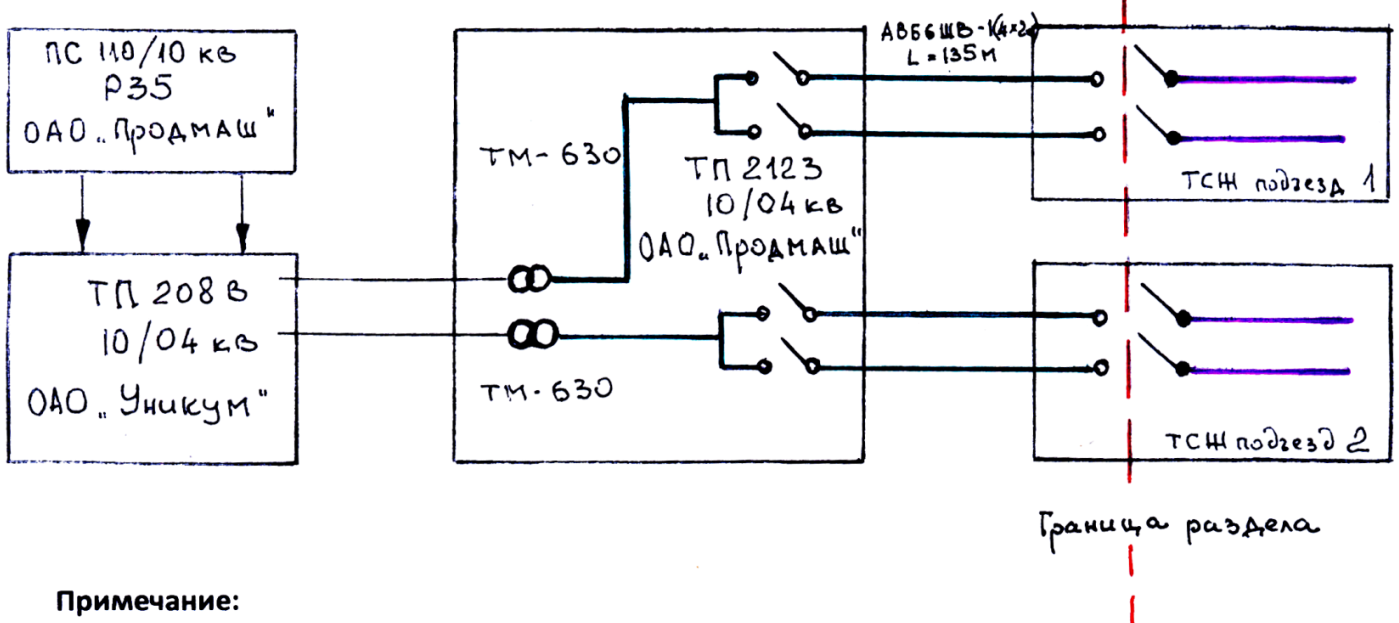 ПС 110/10 кв
Р35
ОАО „Продмаш"
ТП 208 В
10/04 кв
ОАО „Уникум"
ТМ-630
ТМ-630
ТП 2123
10/04 кв
ОАО „Продмаш"
L = 135 м
ТСЖ подъезд 1
ТСЖ подъезд 2
Граница раздела
Примечание: